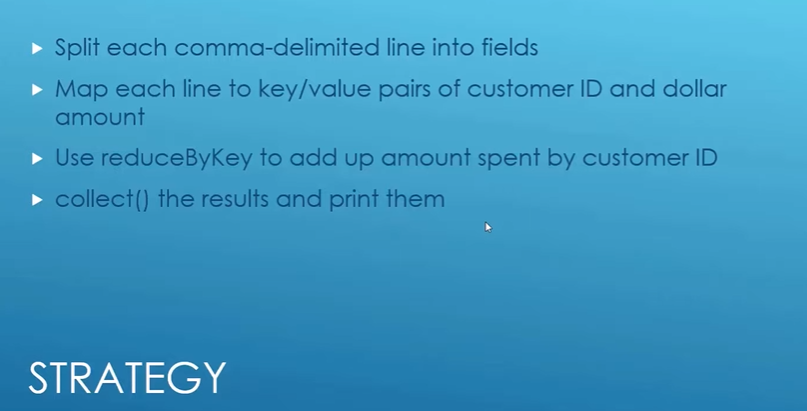 Split each comma-delimited line into fields
Map each line to key/value pairs of customer ID and dollar
amount
Use reduceByKey to add up amount spent by customer ID
collect() the results and print them
STRATEGY